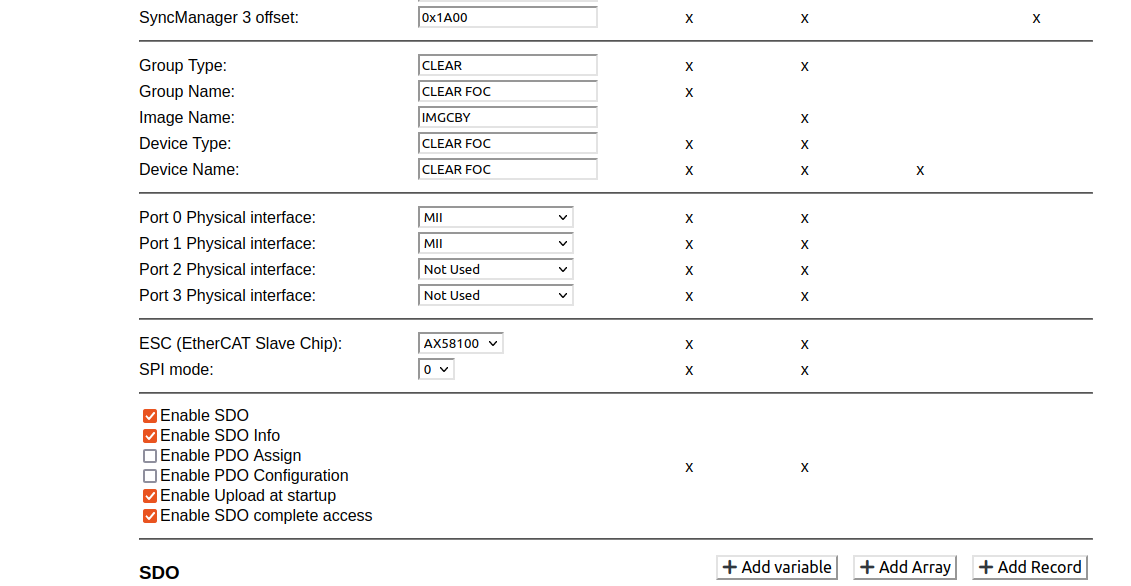 SyncManager 3 offset: 0x1A00 x x x
Group Type: CLEAR x x
Group Name: CLEAR FOC x
Image Name: IMGCBY x
Device Type: CLEAR FOC x x
Device Name: CLEAR FOC x x x
Port 0 Physical interface: MII x x
Port 1 Physical interface: MII x x
Port 2 Physical interface: Not Used x x
Port 3 Physical interface: Not Used x x
ESC (EtherCAT Slave Chip): AX58100 x x
SPI mode: 0 x x
Enable SDO
Enable SDO Info
Enable PDO Assign
x x
Enable PDO Configuration
Enable Upload at startup
Enable SDO complete access
SDO + Add variable + Add Array + Add Record